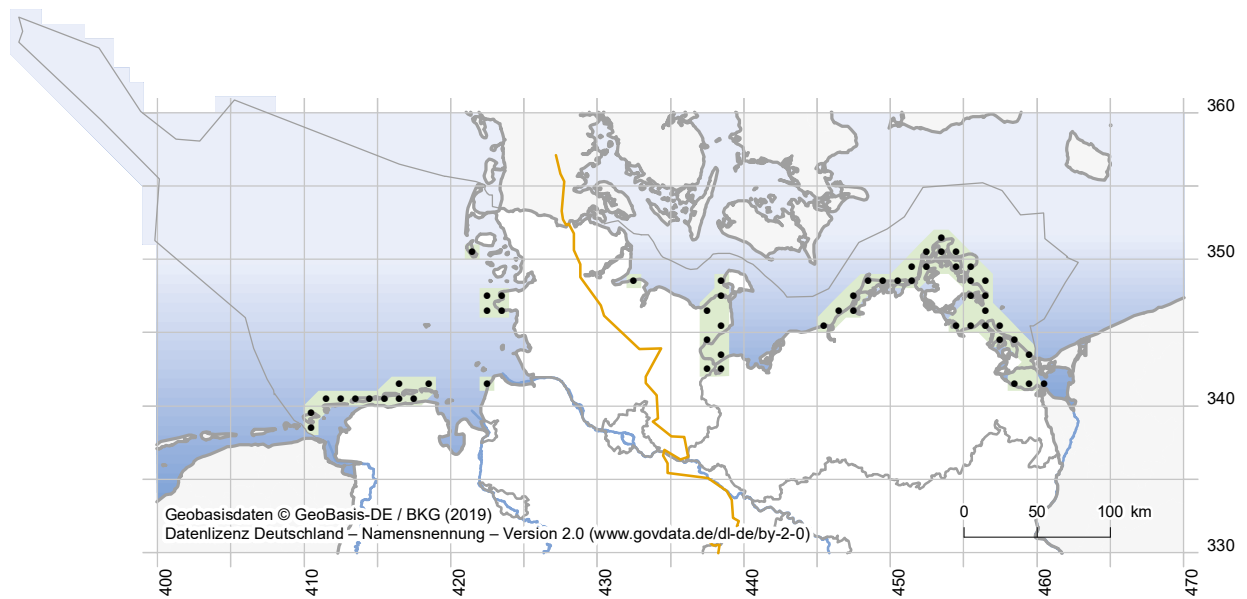 360
350
340
Geobasisdaten © GeoBasis-DE / BKG (2019)
Datenlizenz Deutschland – Namensnennung – Version 2.0 (www.govdata.de/dl-de/by-2-0)
0 50 100 km
330
400 410 420 430 440 450 460 470